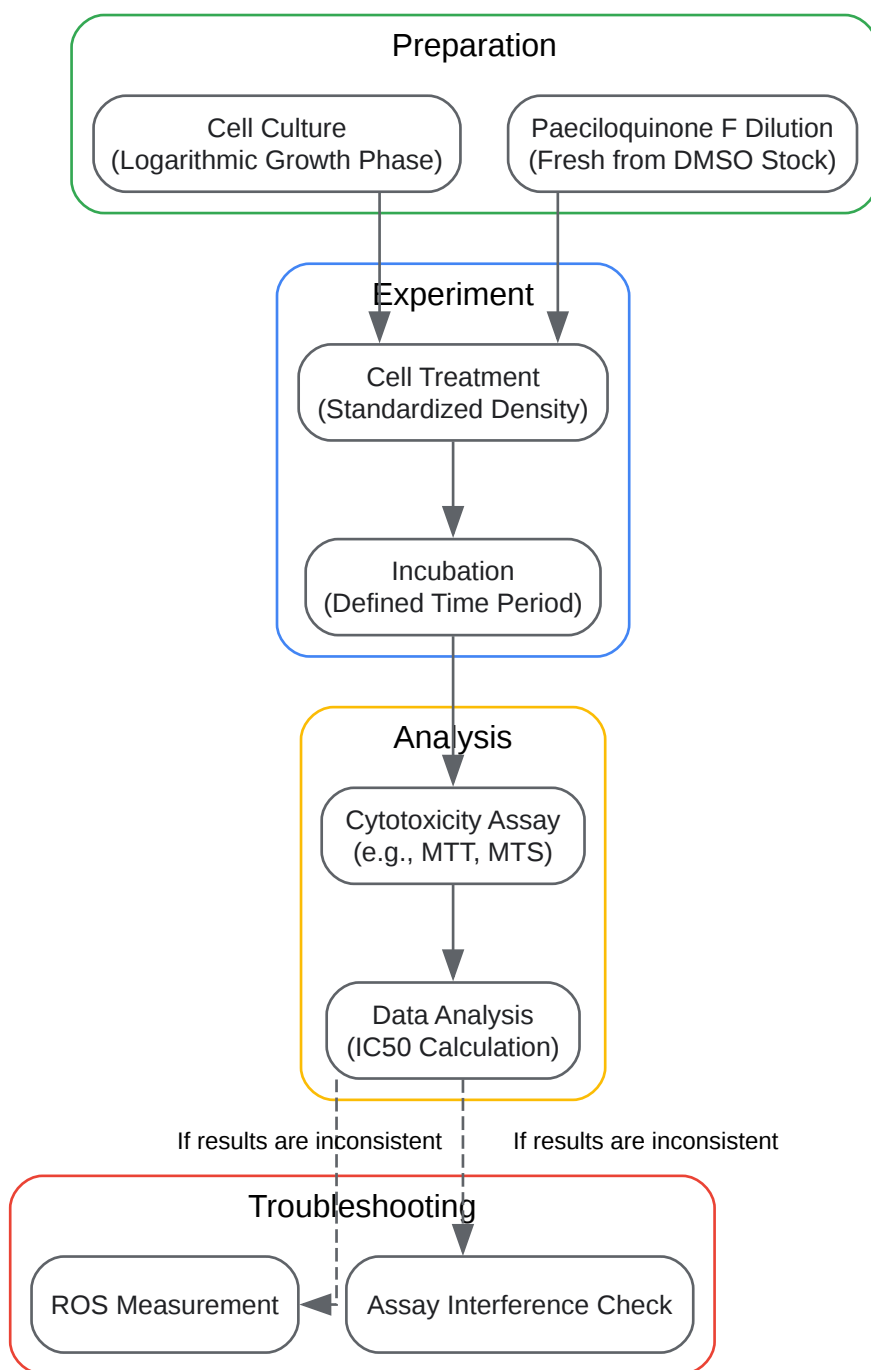 Preparation
Cell Culture
(Logarithmic Growth Phase)
Paeciloquinone F Dilution
(Fresh from DMSO Stock)
Experiment
Cell Treatment
(Standardized Density)
Incubation
(Defined Time Period)
Analysis
Cytotoxicity Assay
(e.g., MTT, MTS)
Data Analysis
(IC50 Calculation)
If results are inconsistent
If results are inconsistent
Troubleshooting
ROS Measurement
Assay Interference Check